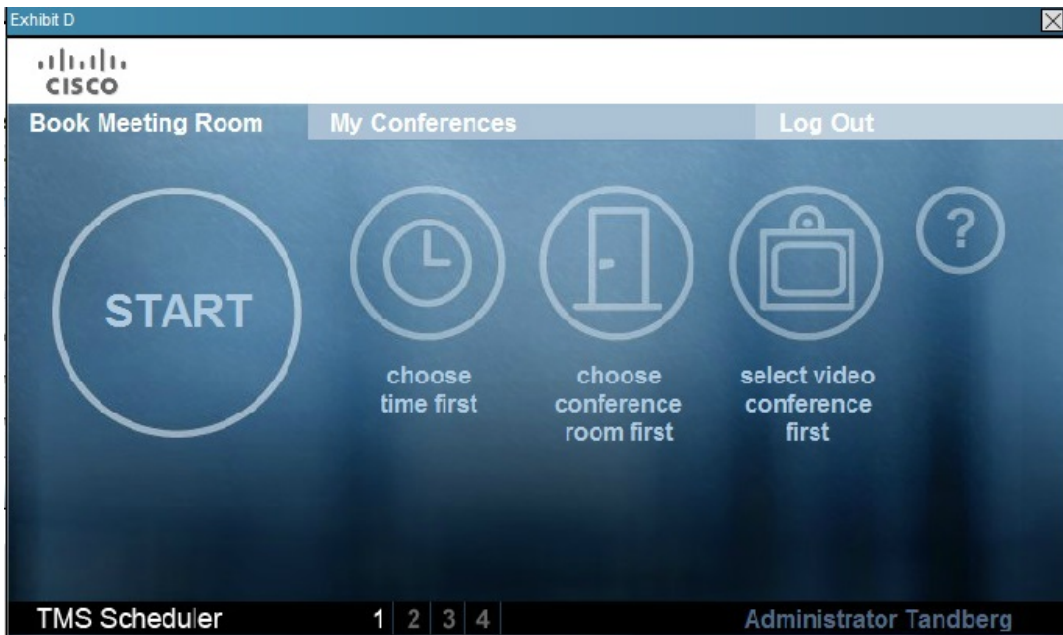 Exhibit D
CISCO
Book Meeting Room My Conferences Log Out
START
choose
time first
choose
conference
room first
select video
conference
first
?
TMS Scheduler 1 2 3 4 Administrator Tandberg